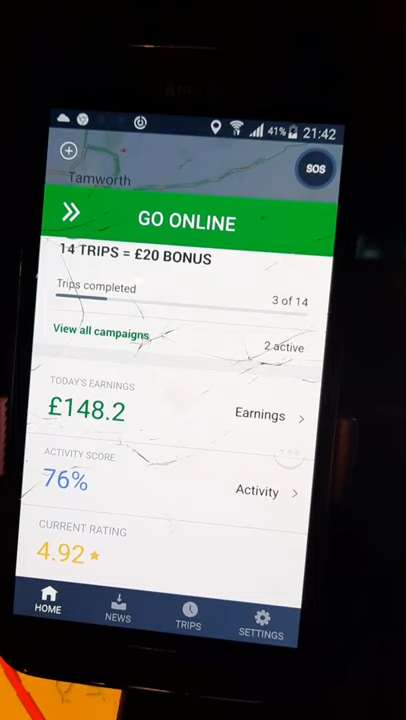 41% 21:42
Tamworth
SOS
GO ONLINE
14 TRIPS = £20 BONUS
Trips completed
3 of 14
View all campaigns
2 active
TODAY'S EARNINGS
£148.2
Earnings
ACTIVITY SCORE
76%
Activity
CURRENT RATING
4.92
HOME
NEWS
TRIPS
SETTINGS